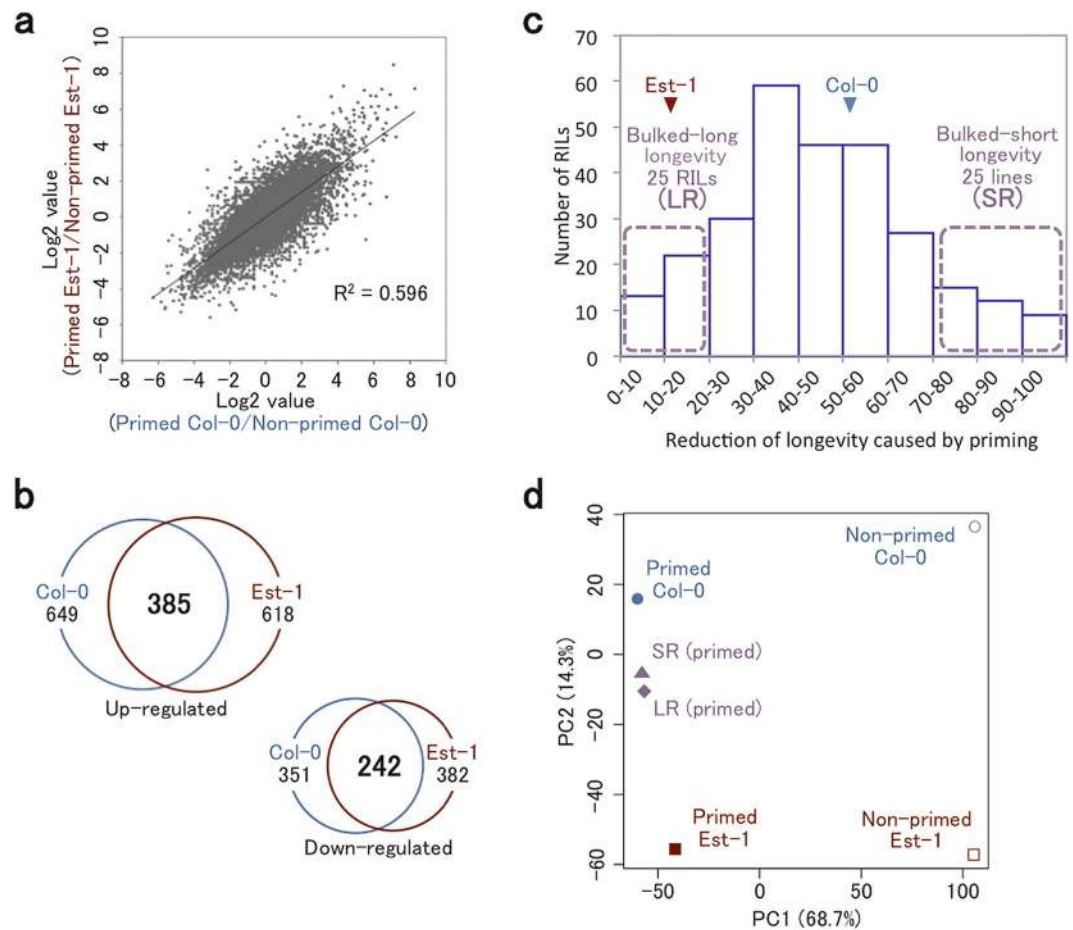 a
Log2 value
(Primed Est-1/Non-primed Est-1)
10
8
6
4
2
0
−2
−4
−6
−8
R² = 0.596
−8 −6 −4 −2 0 2 4 6 8 10
Log2 value
(Primed Col-0/Non-primed Col-0)
b
Col-0
649
385
Est-1
618
Up-regulated
Col-0
351
242
Est-1
382
Down-regulated
c
Number of RILs
70
60
50
40
30
20
10
0
Est-1
Col-0
Bulked-long
longevity
25 RILs
(LR)
Bulked-short
longevity
25 lines
(SR)
0-10 10-20 20-30 30-40 40-50 50-60 60-70 70-80 80-90 90-100
Reduction of longevity caused by priming
d
PC2 (14.3%)
40
20
0
−20
−40
−60
Non-primed
Col-0
Primed
Col-0
SR (primed)
LR (primed)
Primed
Est-1
Non-primed
Est-1
−50 0 50 100
PC1 (68.7%)